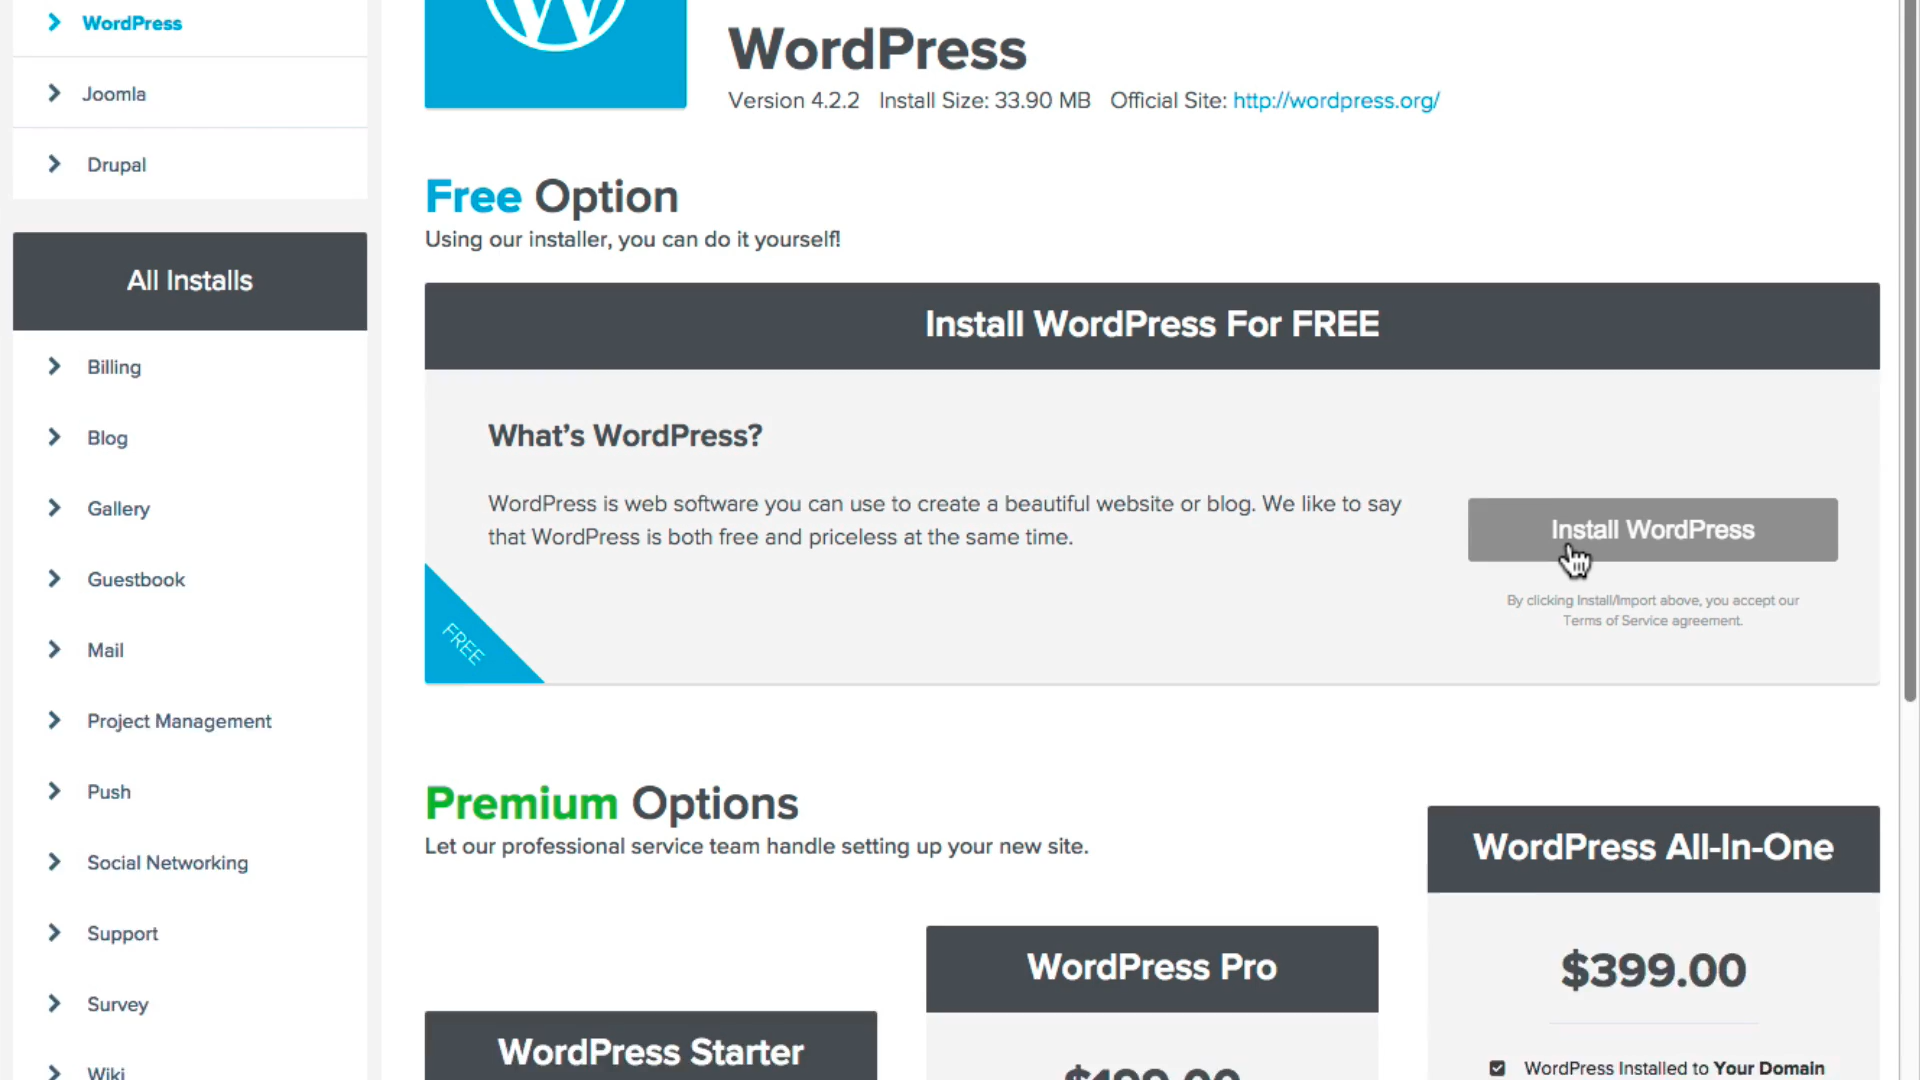 WordPress
Joomla
Drupal
All Installs
Billing
Blog
Gallery
Guestbook
Mail
Project Management
Push
Social Networking
Support
Survey
Wiki
WordPress
Version 4.2.2 Install Size: 33.90 MB Official Site: http://wordpress.org/
Free Option
Using our installer, you can do it yourself!
Install WordPress For FREE
What's WordPress?
WordPress is web software you can use to create a beautiful website or blog. We like to say
that WordPress is both free and priceless at the same time.
FREE
Install WordPress
By clicking Install/Import above, you accept our
Terms of Service agreement.
Premium Options
Let our professional service team handle setting up your new site.
WordPress Starter
WordPress Pro
WordPress All-In-One
$399.00
WordPress Installed to Your Domain